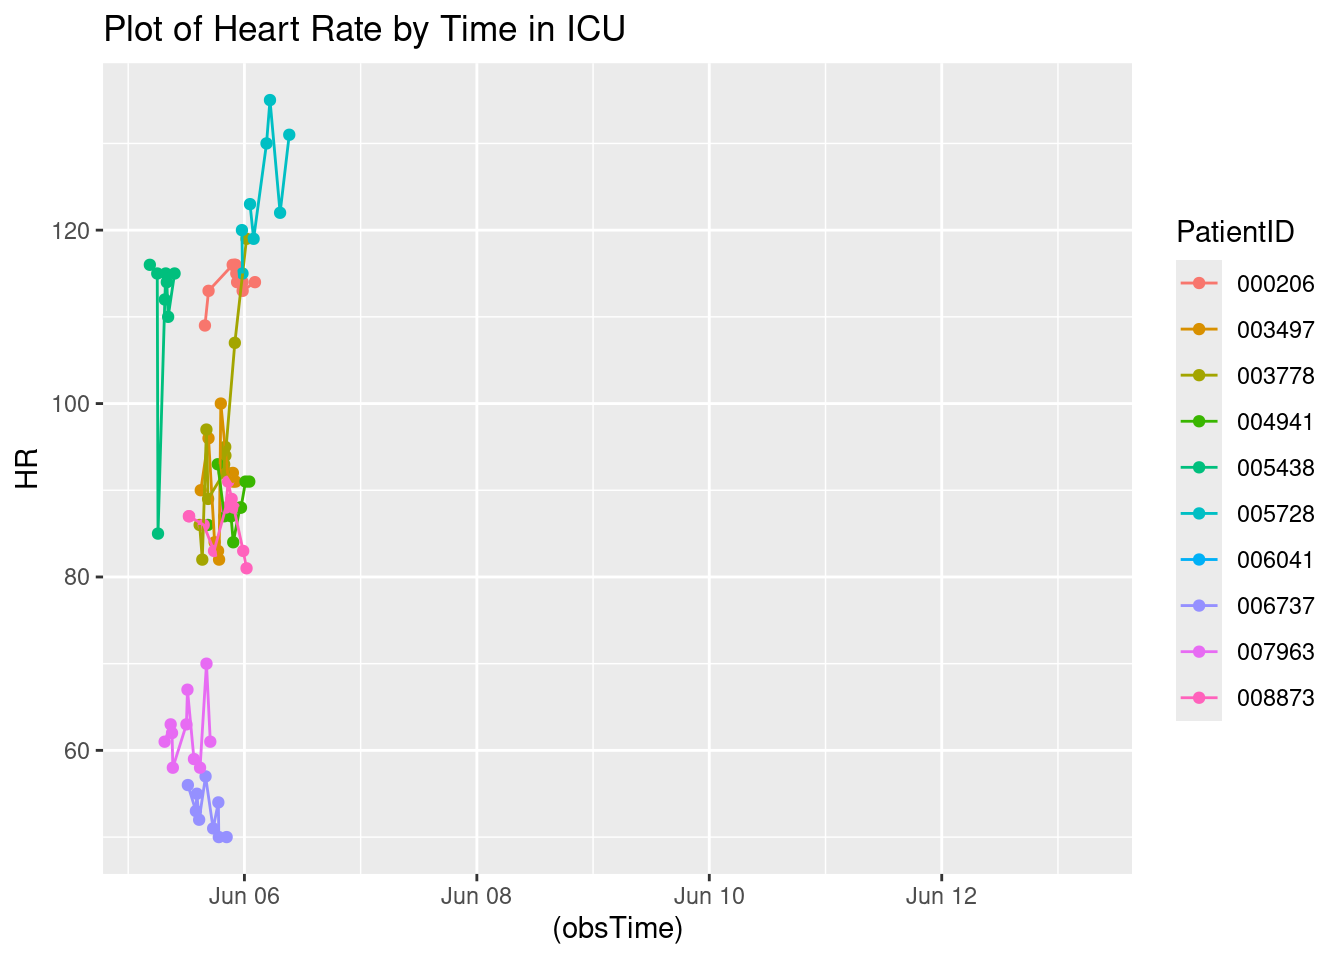 Plot of Heart Rate by Time in ICU
HR
120
100
80
60
Jun 06
Jun 08
Jun 10
Jun 12
(obsTime)
PatientID
000206
003497
003778
004941
005438
005728
006041
006737
007963
008873